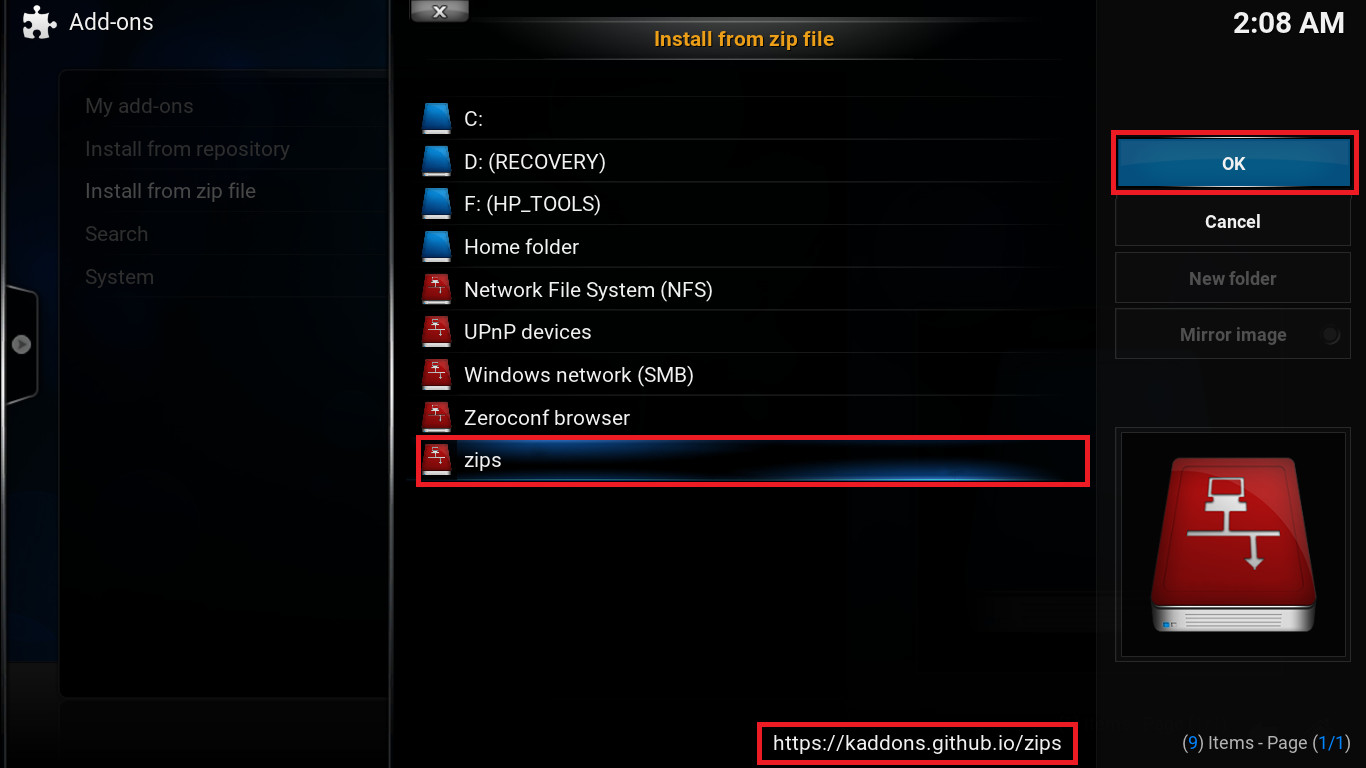 Add-ons
Install from zip file
2:08 AM
My add-ons
Install from repository
Install from zip file
Search
System
C:
D: (RECOVERY)
F: (HP_TOOLS)
Home folder
Network File System (NFS)
UPnP devices
Windows network (SMB)
Zeroconf browser
zips
OK
Cancel
New folder
Mirror image
https://kaddons.github.io/zips
(9) Items - Page (1/1)